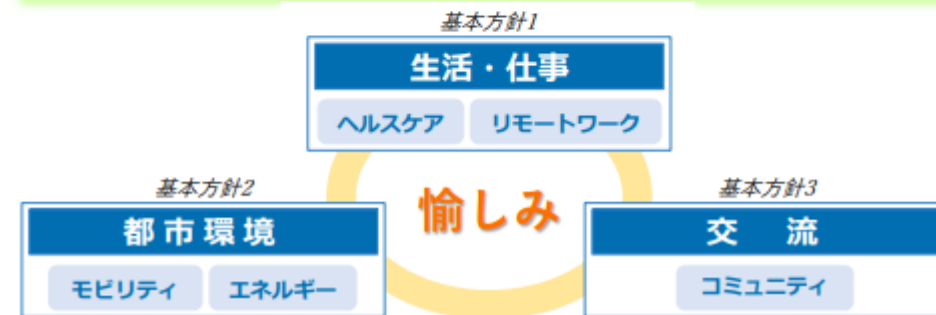 基本方針1
生活・仕事
ヘルスケア リモートワーク
愉しみ
基本方針2
都市環境
モビリティ エネルギー
基本方針3
交 流
コミュニティ